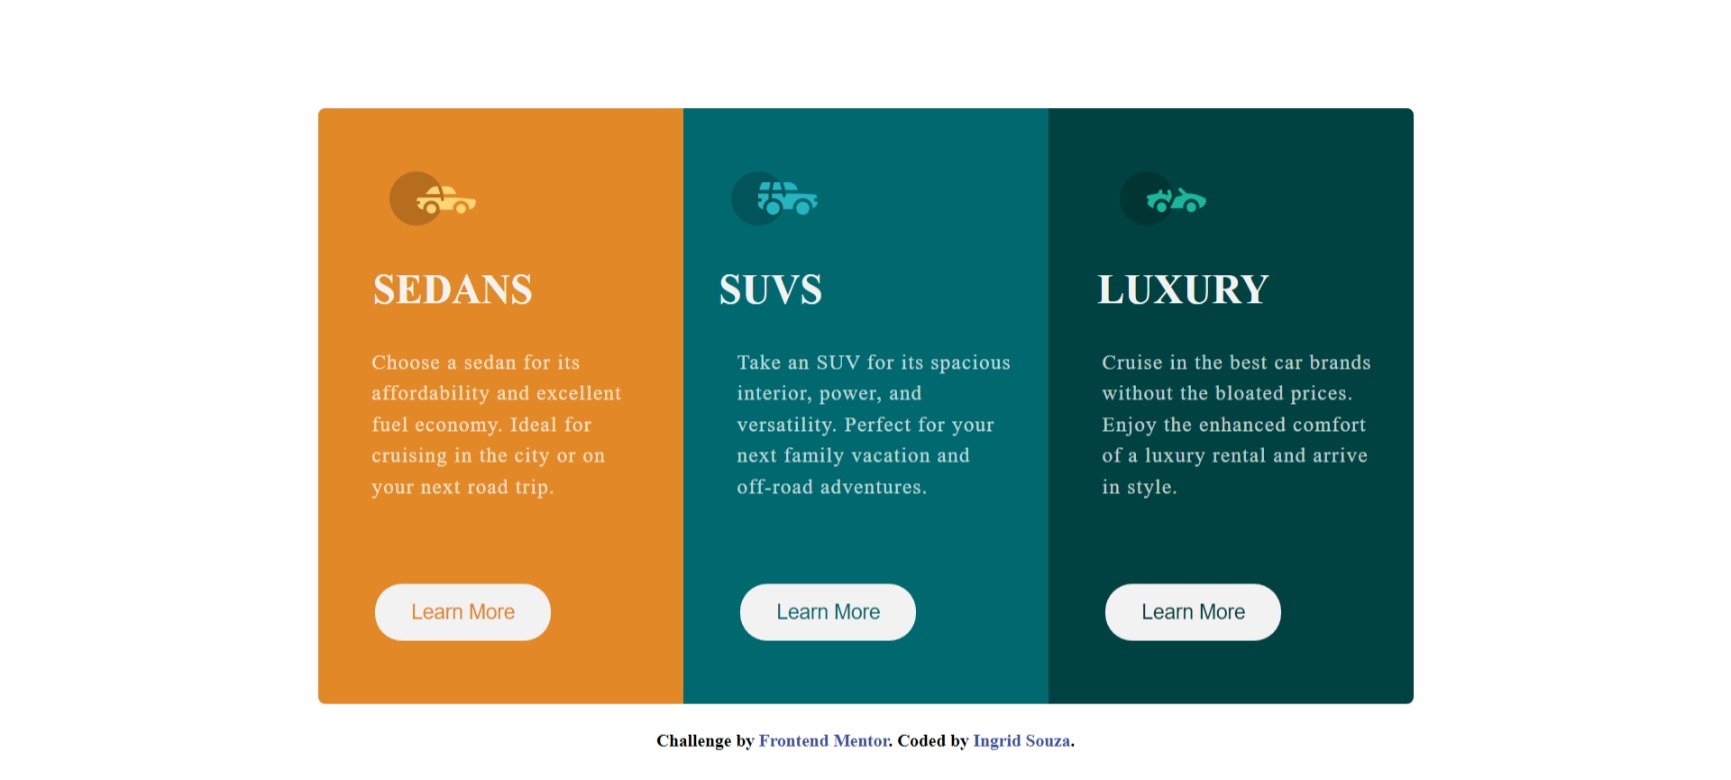 SEDANS
Choose a sedan for its
affordability and excellent
fuel economy. Ideal for
cruising in the city or on
your next road trip.
Learn More
SUVS
Take an SUV for its spacious
interior, power, and
versatility. Perfect for your
next family vacation and
off-road adventures.
Learn More
LUXURY
Cruise in the best car brands
without the bloated prices.
Enjoy the enhanced comfort
of a luxury rental and arrive
in style.
Learn More
Challenge by Frontend Mentor. Coded by Ingrid Souza.